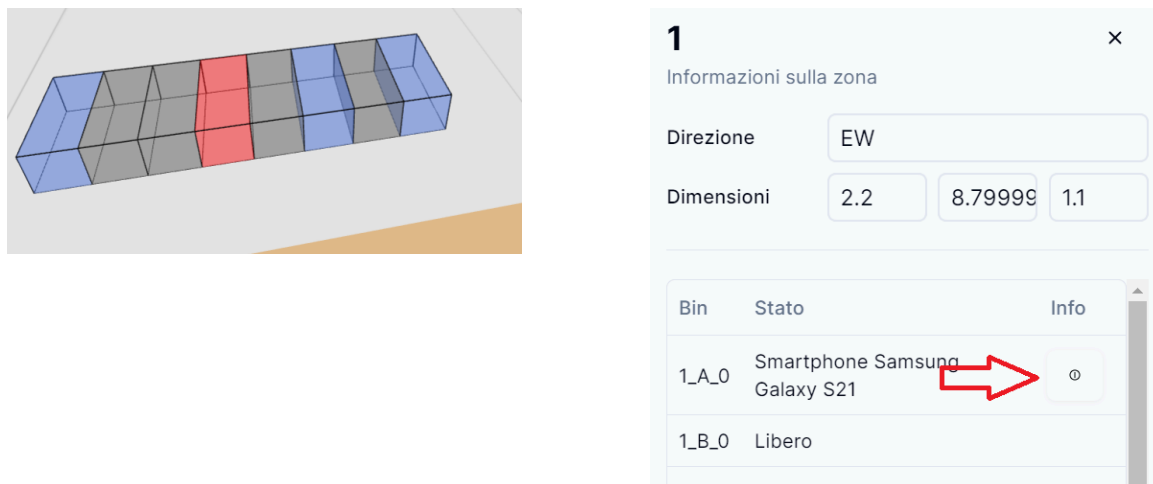 1
Informazioni sulla zona
Direzione EW
Dimensioni 2.2 8.79999 1.1
Bin Stato Info
1_A_0 Smartphone Samsung
Galaxy S21
1_B_0 Libero